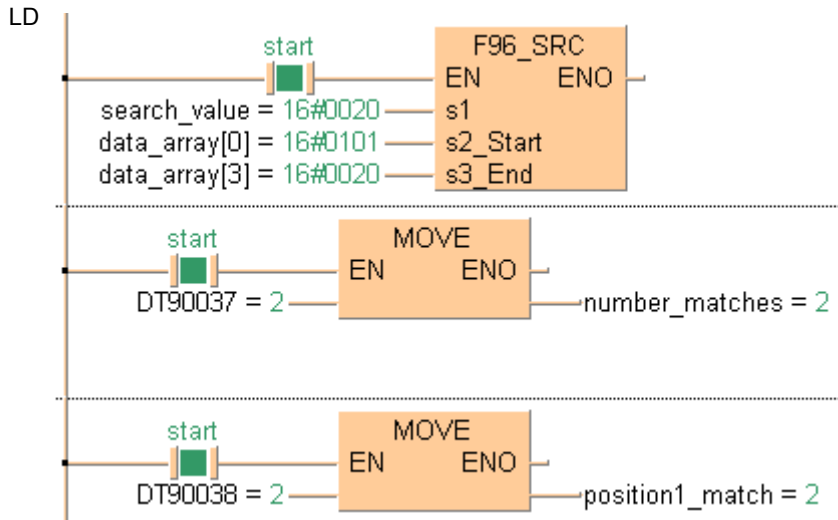 LD
start
F96_SRC
EN ENO
search_value = 16#0020 s1
data_array[0] = 16#0101 s2_Start
data_array[3] = 16#0020 s3_End
start
MOVE
EN ENO
DT90037 = 2 number_matches = 2
start
MOVE
EN ENO
DT90038 = 2 position1_match = 2